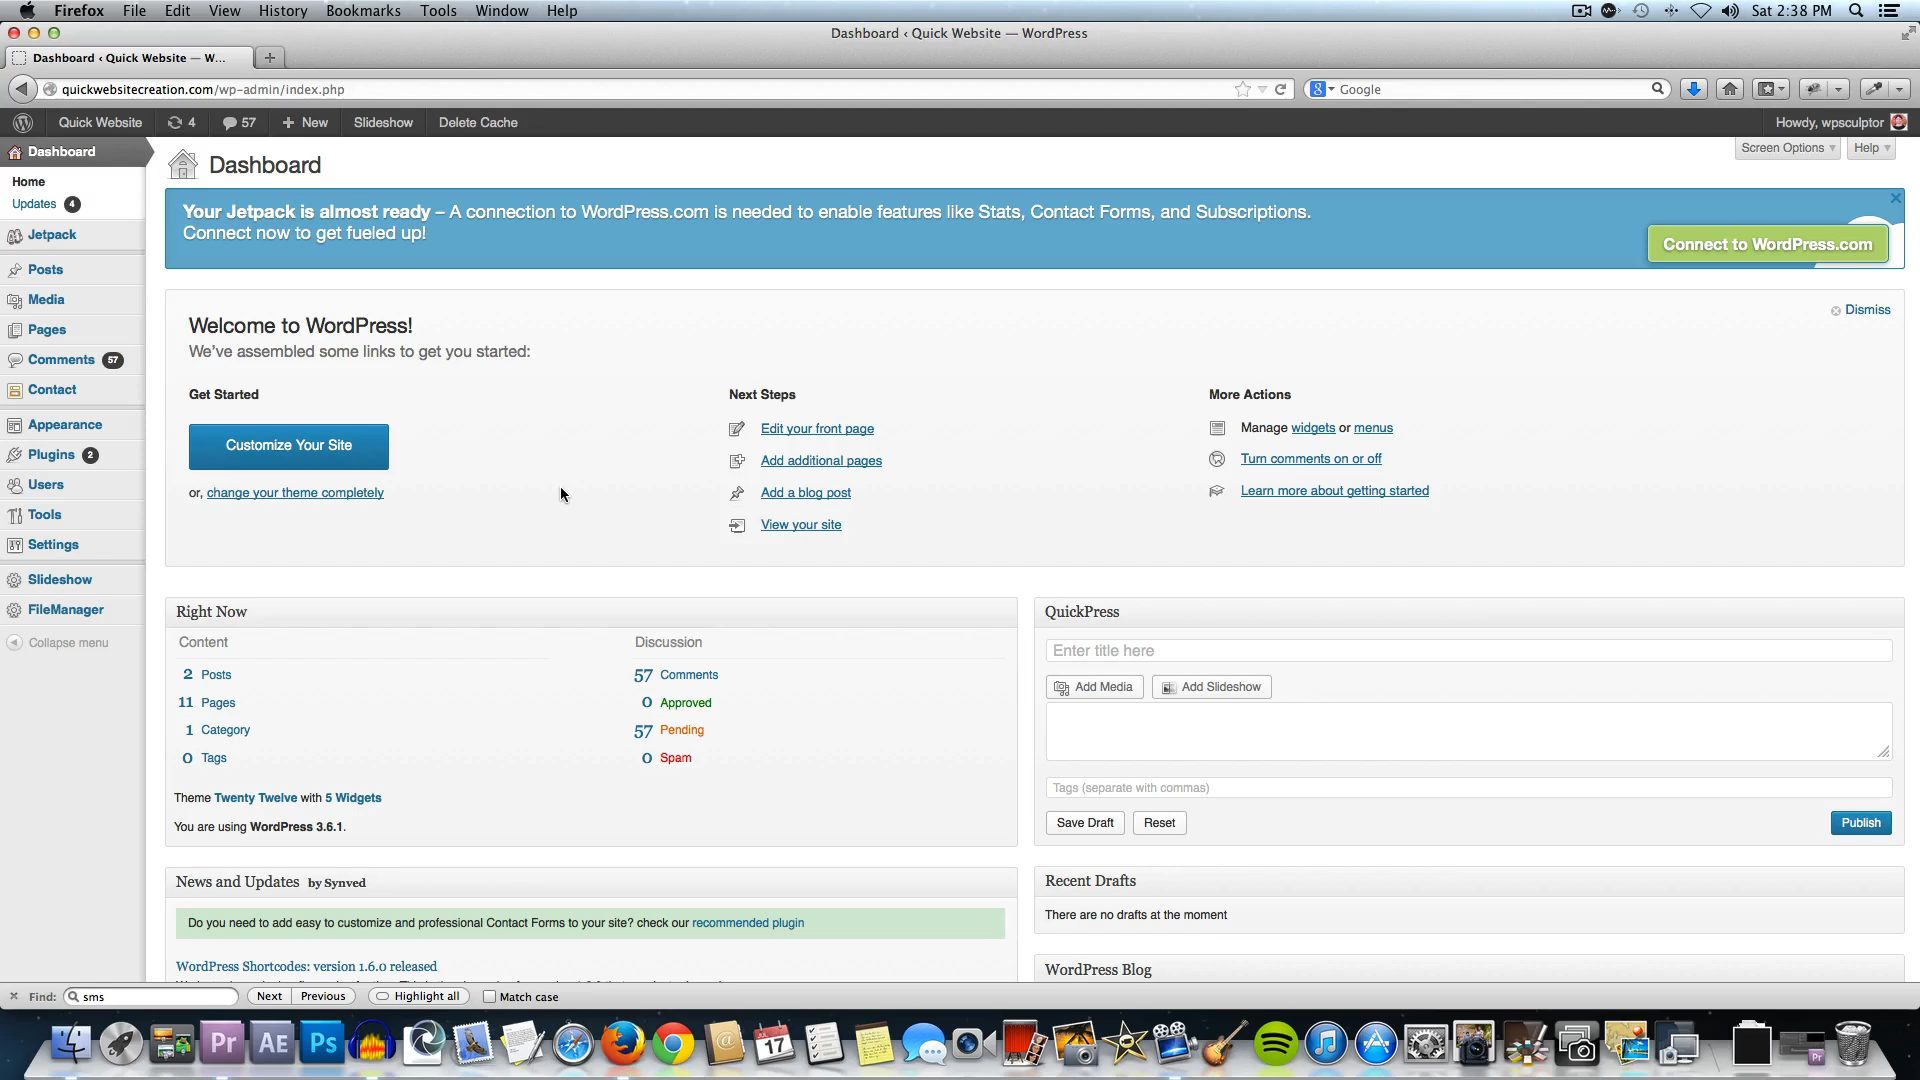 Firefox File Edit View History Bookmarks Tools Window Help Sat 2:38 PM
Dashboard ‹ Quick Website — WordPress
Dashboard ‹ Quick Website — W...
quickwebsitecreation.com/wp-admin/index.php Google
Quick Website 4 57 + New Slideshow Delete Cache Howdy, wpsculptor
Screen Options Help
Dashboard
Home
Updates 4
Jetpack
Posts
Media
Pages
Comments 57
Contact
Appearance
Plugins 2
Users
Tools
Settings
Slideshow
FileManager
Collapse menu
Dashboard
Your Jetpack is almost ready – A connection to WordPress.com is needed to enable features like Stats, Contact Forms, and Subscriptions.
Connect now to get fueled up!
Connect to WordPress.com
Dismiss
Welcome to WordPress!
We've assembled some links to get you started:
Get Started
Customize Your Site
or, change your theme completely
Next Steps
Edit your front page
Add additional pages
Add a blog post
View your site
More Actions
Manage widgets or menus
Turn comments on or off
Learn more about getting started
Right Now
Content
2 Posts
11 Pages
1 Category
0 Tags
Discussion
57 Comments
0 Approved
57 Pending
0 Spam
Theme Twenty Twelve with 5 Widgets
You are using WordPress 3.6.1.
QuickPress
Enter title here
Add Media Add Slideshow
Tags (separate with commas)
Save Draft Reset Publish
News and Updates by Synved
Do you need to add easy to customize and professional Contact Forms to your site? check our recommended plugin
WordPress Shortcodes: version 1.6.0 released
Recent Drafts
There are no drafts at the moment
WordPress Blog
Find: sms Next Previous Highlight all Match case
Pr AE Ps 17